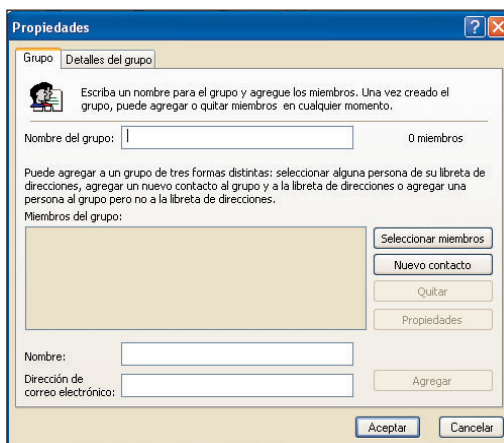 Propiedades
Grupo
Detalles del grupo
Escriba un nombre para el grupo y agregue los miembros. Una vez creado el
grupo, puede agregar o quitar miembros en cualquier momento.
Nombre del grupo:
0 miembros
Puede agregar a un grupo de tres formas distintas: seleccionar alguna persona de su libreta de
direcciones, agregar un nuevo contacto al grupo y a la libreta de direcciones o agregar una
persona al grupo pero no a la libreta de direcciones.
Miembros del grupo:
Seleccionar miembros
Nuevo contacto
Quitar
Propiedades
Nombre:
Dirección de
correo electrónico:
Agregar
Aceptar
Cancelar